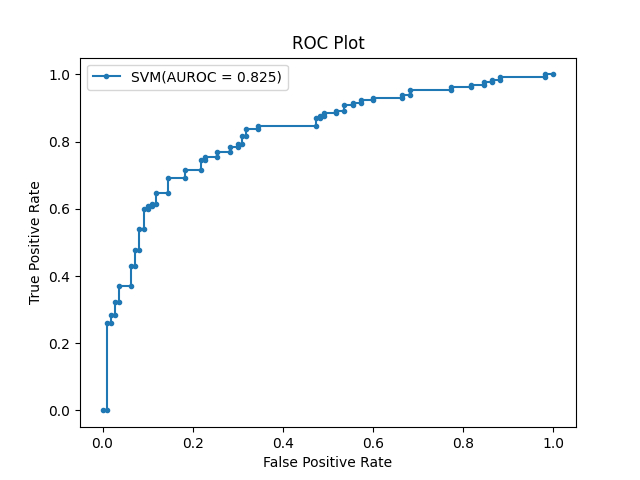 ROC Plot
SVM(AUROC = 0.825)
1.0
0.8
0.6
0.4
0.2
0.0
True Positive Rate
0.0 0.2 0.4 0.6 0.8 1.0
False Positive Rate